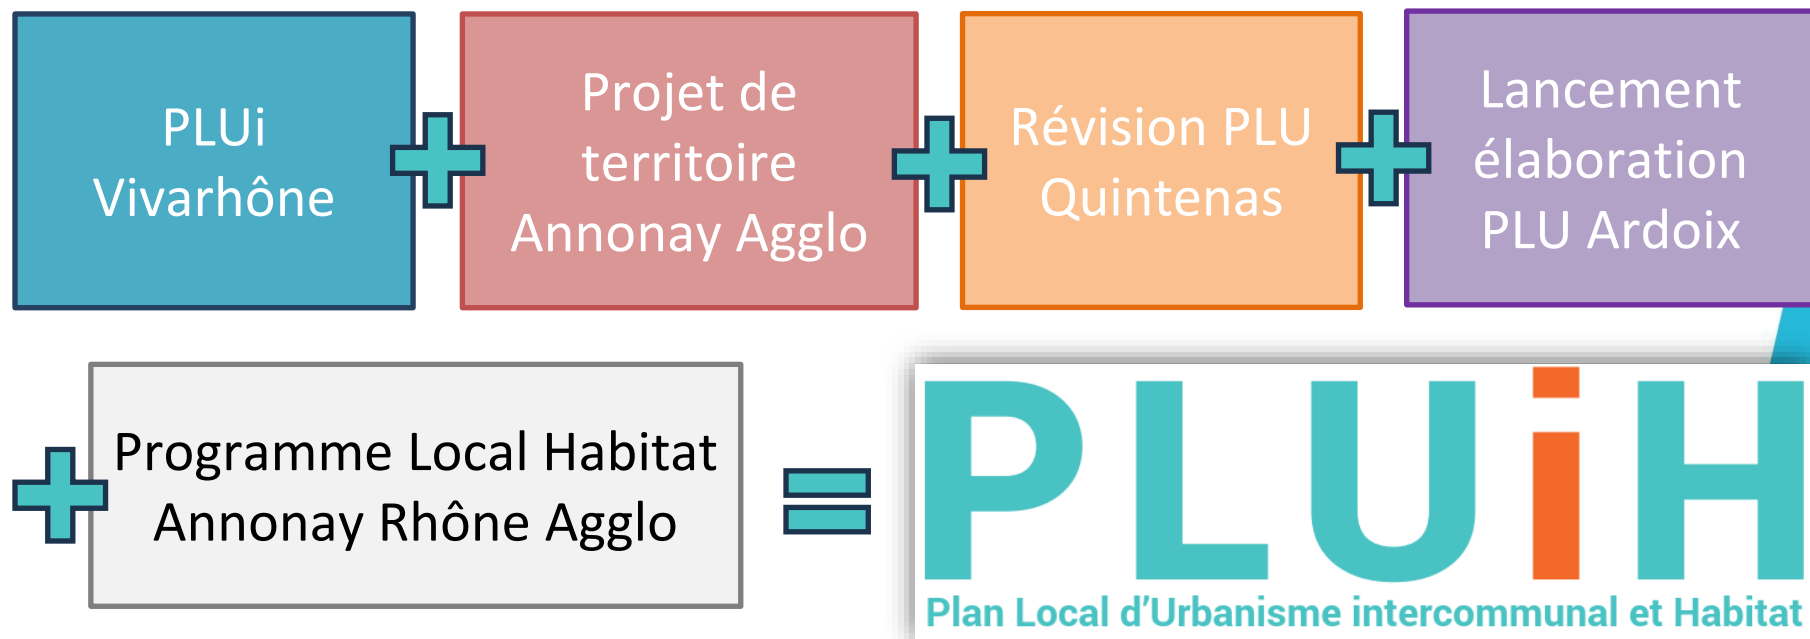 PLUi
Vivarhône
Projet de
territoire
Annonay Agglo
Révision PLU
Quintenas
Lancement
élaboration
PLU Ardoix
Programme Local Habitat
Annonay Rhône Agglo
PLUiH
Plan Local d'Urbanisme intercommunal et Habitat